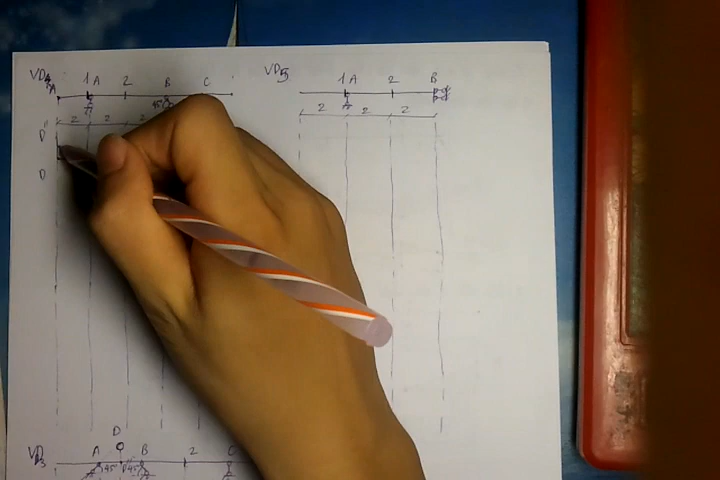 VD4 1 A 2 B C
A
45°
2 2 2
D
VD5 1 A 2 B
2 2 2
D
VD3 A B 2 C
45° 45°